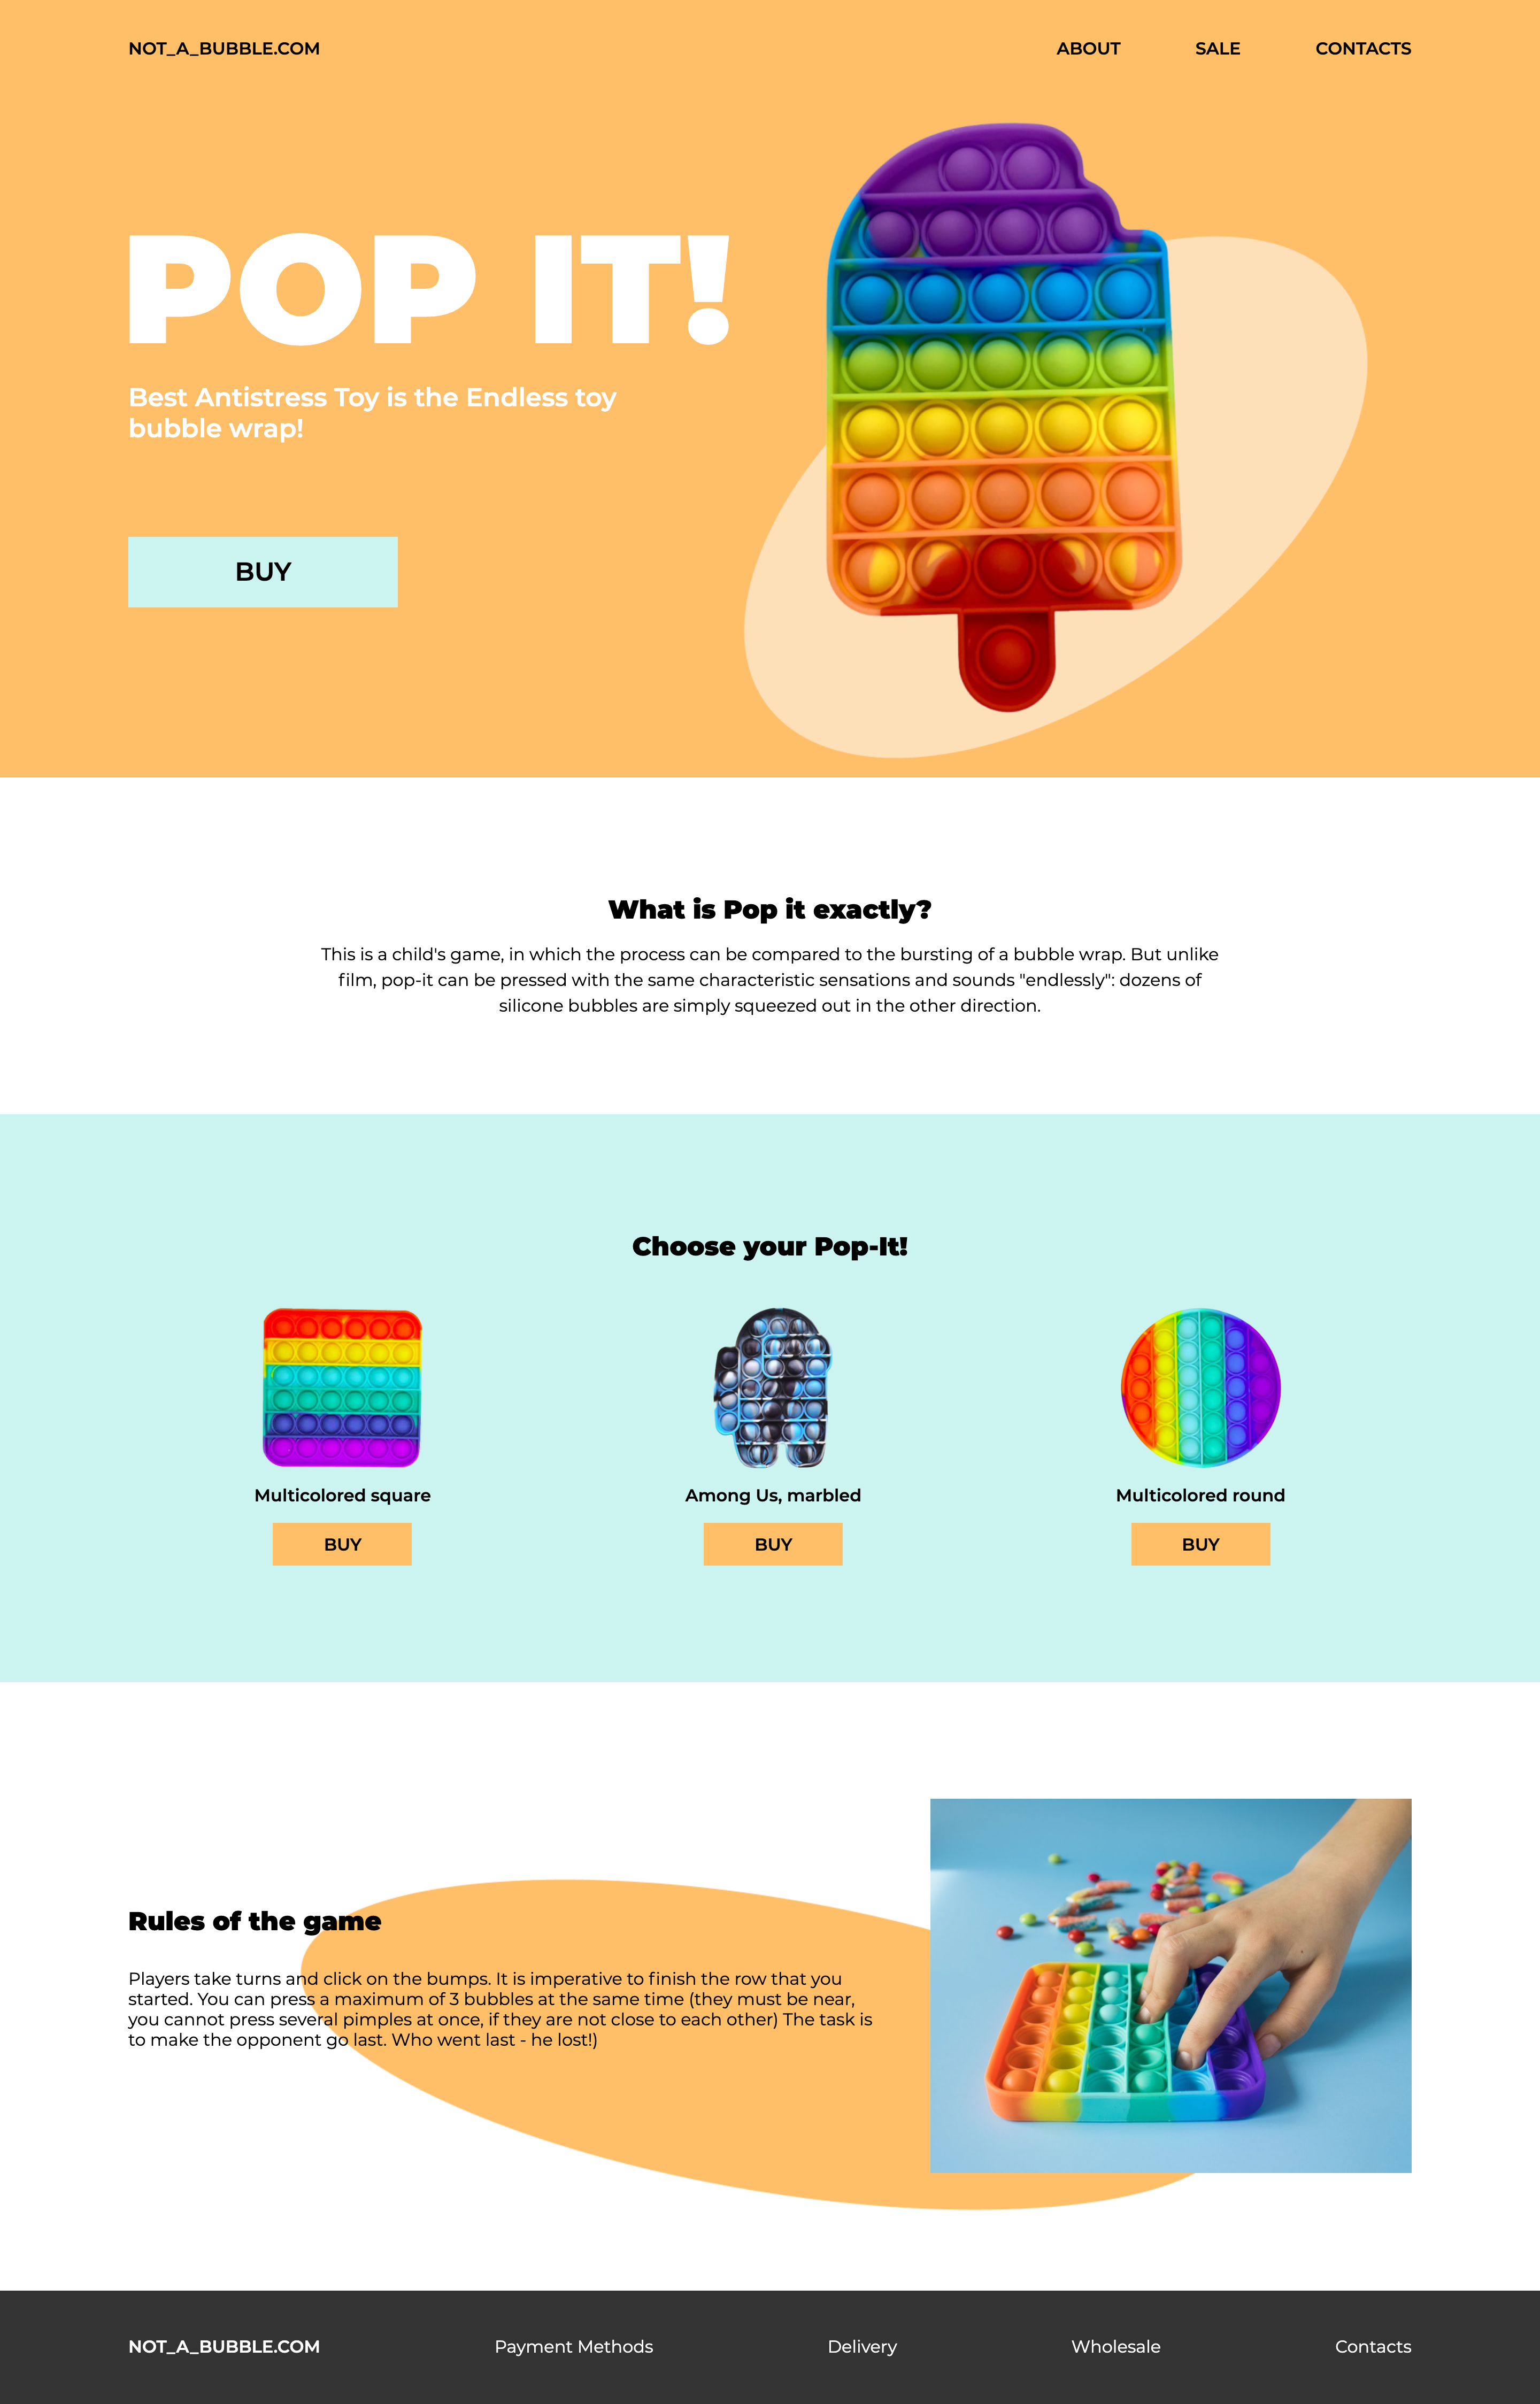 NOT_A_BUBBLE.COM ABOUT SALE CONTACTS
POP IT!
Best Antistress Toy is the Endless toy
bubble wrap!
BUY
What is Pop it exactly?
This is a child's game, in which the process can be compared to the bursting of a bubble wrap. But unlike
film, pop-it can be pressed with the same characteristic sensations and sounds "endlessly": dozens of
silicone bubbles are simply squeezed out in the other direction.
Choose your Pop-It!
Multicolored square
BUY
Among Us, marbled
BUY
Multicolored round
BUY
Rules of the game
Players take turns and click on the bumps. It is imperative to finish the row that you
started. You can press a maximum of 3 bubbles at the same time (they must be near,
you cannot press several pimples at once, if they are not close to each other) The task is
to make the opponent go last. Who went last - he lost!)
NOT_A_BUBBLE.COM Payment Methods Delivery Wholesale Contacts